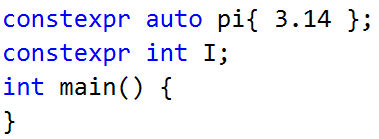 constexpr auto pi{ 3.14 };
constexpr int I;
int main() {
}